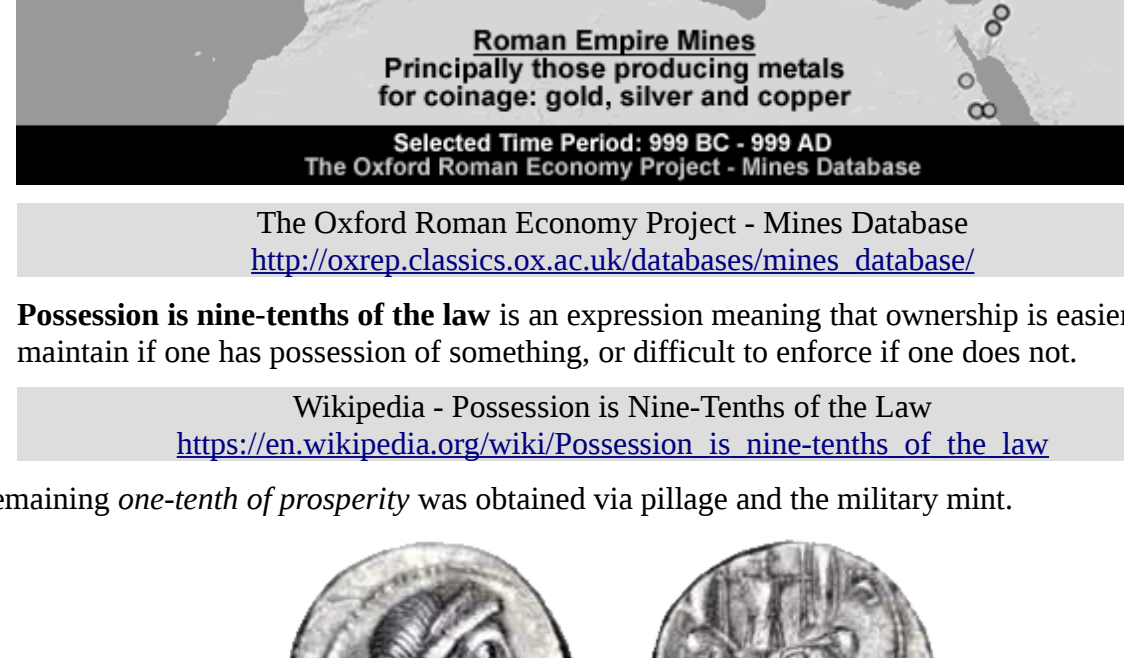 Roman Empire Mines
Principally those producing metals
for coinage: gold, silver and copper
Selected Time Period: 999 BC - 999 AD
The Oxford Roman Economy Project - Mines Database
The Oxford Roman Economy Project - Mines Database
http://oxrep.classics.ox.ac.uk/databases/mines_database/
Possession is nine-tenths of the law is an expression meaning that ownership is easier
maintain if one has possession of something, or difficult to enforce if one does not.
Wikipedia - Possession is Nine-Tenths of the Law
https://en.wikipedia.org/wiki/Possession_is_nine-tenths_of_the_law
emaining one-tenth of prosperity was obtained via pillage and the military mint.